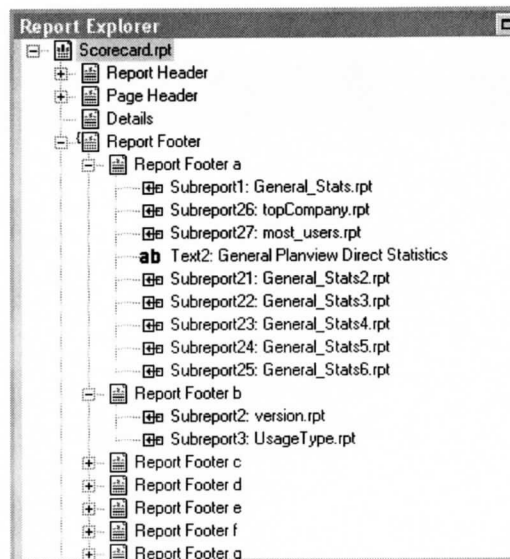 Report Explorer
Scorecard.rpt
Report Header
Page Header
Details
Report Footer
Report Footer a
Subreport1: General_Stats.rpt
Subreport26: topCompany.rpt
Subreport27: most_users.rpt
ab Text2: General Planview Direct Statistics
Subreport21: General_Stats2.rpt
Subreport22: General_Stats3.rpt
Subreport23: General_Stats4.rpt
Subreport24: General_Stats5.rpt
Subreport25: General_Stats6.rpt
Report Footer b
Subreport2: version.rpt
Subreport3: UsageType.rpt
Report Footer c
Report Footer d
Report Footer e
Report Footer f
Report Footer g